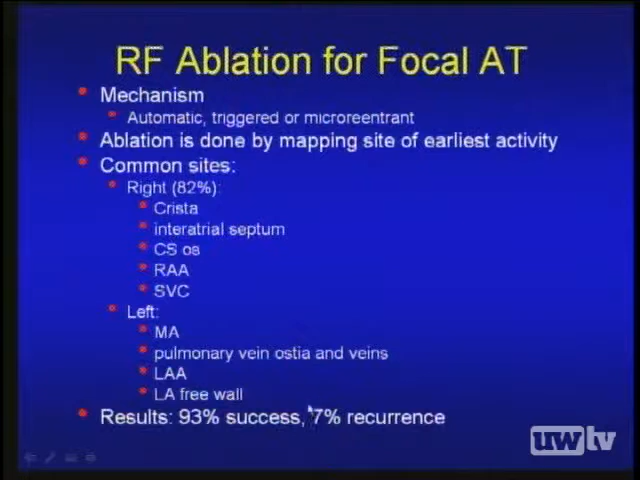 RF Ablation for Focal AT
Mechanism
Automatic, triggered or microreentrant
Ablation is done by mapping site of earliest activity
Common sites:
Right (82%):
Crista
interatrial septum
CS os
RAA
SVC
Left:
MA
pulmonary vein ostia and veins
LAA
LA free wall
Results: 93% success, 7% recurrence
uwtv